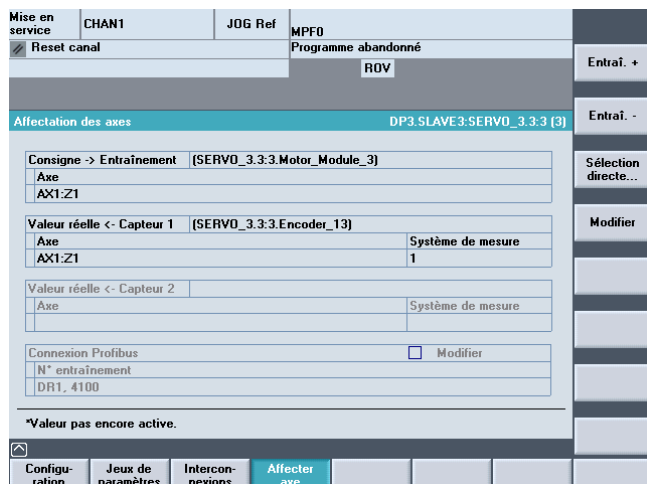 Mise en service
CHAN1
JOG Ref
MPF0
Reset canal
Programme abandonné
ROV
Entraî. +
Affectation des axes
DP3.SLAVE3:SERVO_3.3:3 (3)
Entraî. -
Consigne -> Entraînement
(SERVO_3.3:3.Motor_Module_3)
Axe
AX1:Z1
Sélection directe...
Valeur réelle <- Capteur 1
(SERVO_3.3:3.Encoder_13)
Axe
Système de mesure
AX1:Z1
1
Modifier
Valeur réelle <- Capteur 2
Axe
Système de mesure
Connexion Profibus
Modifier
N° entraînement
DR1, 4100
*Valeur pas encore active.
Configu-
ration
Jeux de
paramètres
Intercon-
nexions
Affecter
axe